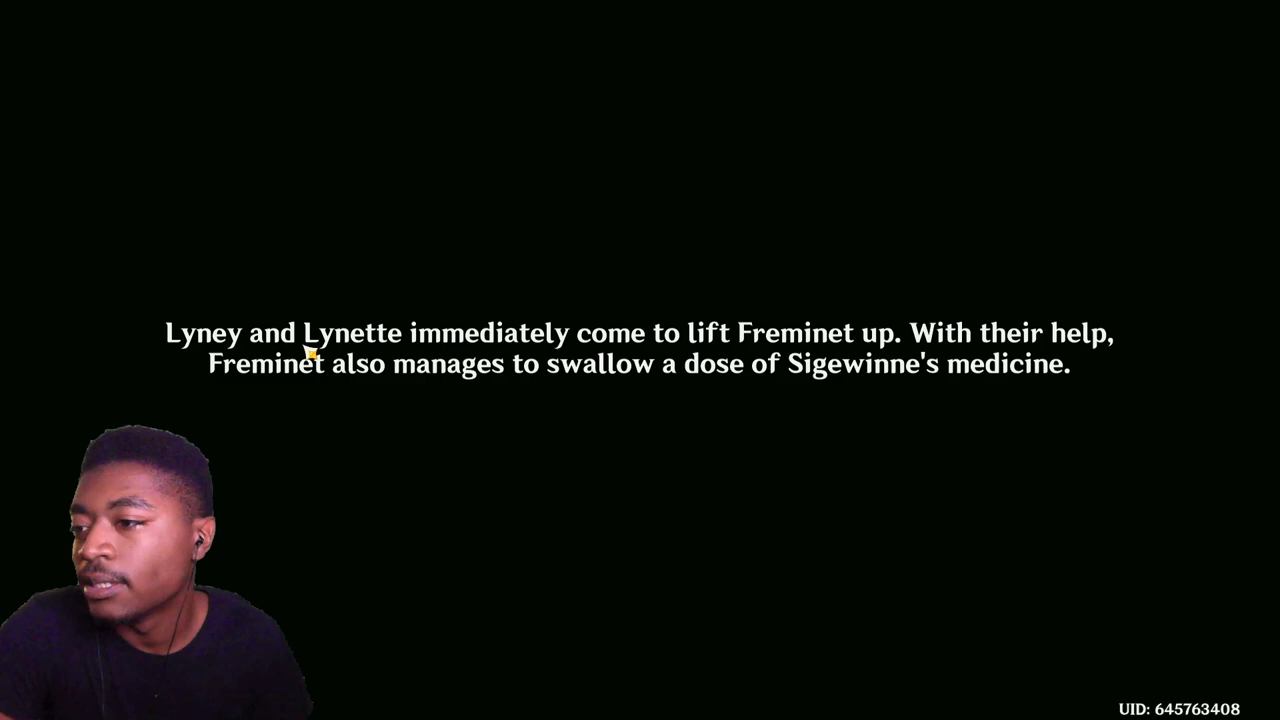 Lyney and Lynette immediately come to lift Freminet up. With their help,
Freminet also manages to swallow a dose of Sigewinne's medicine.
UID: 645763408